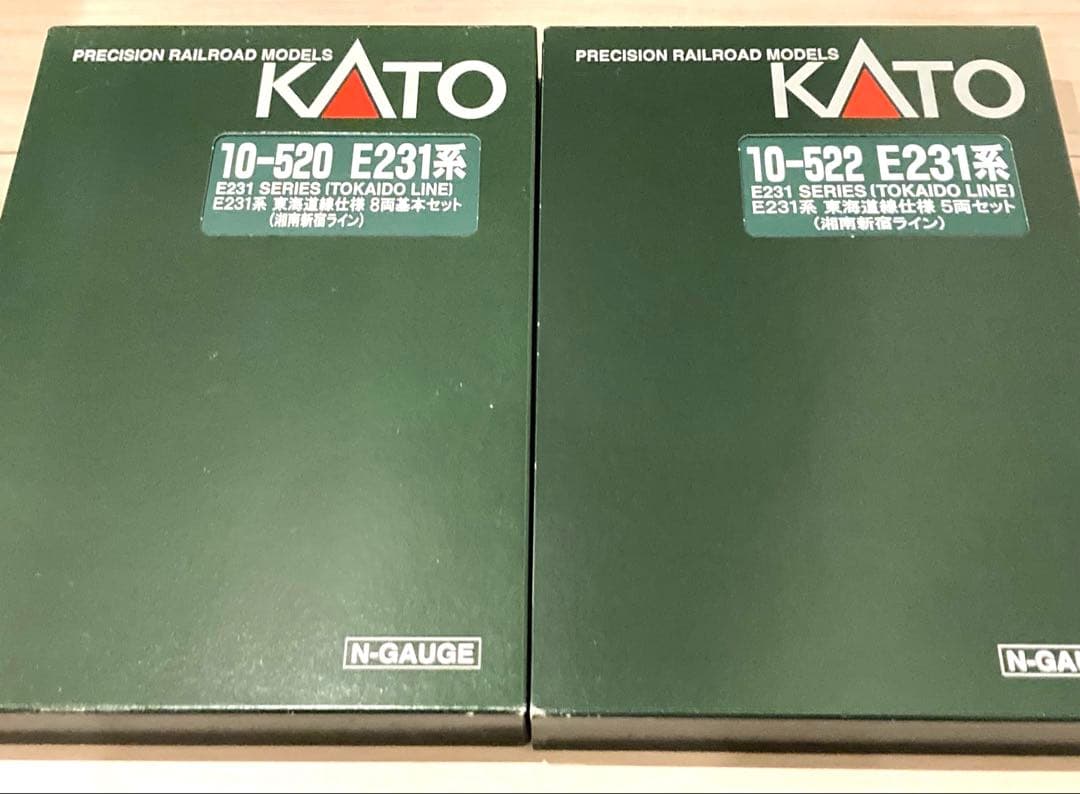 PRECISION RAILROAD MODELS
KATO
10-520 E231系
E231 SERIES (TOKAIDO LINE)
E231系 東海道線仕様 8両基本セット
(湘南新宿ライン)
N-GAUGE
PRECISION RAILROAD MODELS
KATO
10-522 E231系
E231 SERIES (TOKAIDO LINE)
E231系 東海道線仕様 5両セット
(湘南新宿ライン)